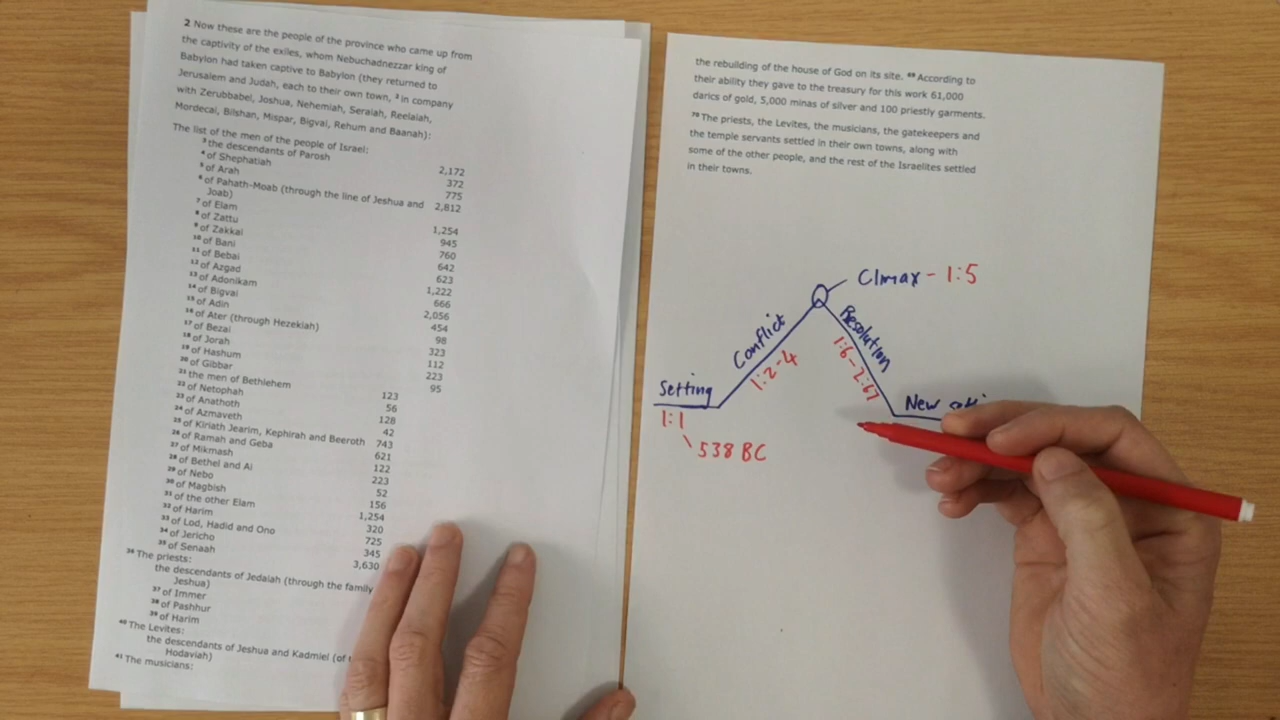 2 Now these are the people of the province who came up from
the captivity of the exiles, whom Nebuchadnezzar king of
Babylon had taken captive to Babylon (they returned to
Jerusalem and Judah, each to their own town, 2 in company
with Zerubbabel, Joshua, Nehemiah, Seraiah, Reelaiah,
Mordecai, Bilshan, Mispar, Bigvai, Rehum and Baanah):
The list of the men of the people of Israel:
3 the descendants of Parosh 2,172
4 of Shephatiah 372
5 of Arah 775
6 of Pahath-Moab (through the line of Jeshua and 2,812
Joab)
7 of Elam 1,254
8 of Zattu 945
9 of Zakkai 760
10 of Bani 642
11 of Bebai 623
12 of Azgad 1,222
13 of Adonikam 666
14 of Bigvai 2,056
15 of Adin 454
16 of Ater (through Hezekiah) 98
17 of Bezai 323
18 of Jorah 112
19 of Hashum 223
20 of Gibbar 95
21 the men of Bethlehem 123
22 of Netophah 56
23 of Anathoth 128
24 of Azmaveth 42
25 of Kiriath Jearim, Kephirah and Beeroth 743
26 of Ramah and Geba 621
27 of Mikmash 122
28 of Bethel and Ai 223
29 of Nebo 52
30 of Magbish 156
31 of the other Elam 1,254
32 of Harim 320
33 of Lod, Hadid and Ono 725
34 of Jericho 345
35 of Senaah 3,630
36 The priests:
the descendants of Jedaiah (through the family
Jeshua)
37 of Immer
38 of Pashhur
39 of Harim
40 The Levites:
the descendants of Jeshua and Kadmiel (of
Hodaviah)
41 The musicians:
the rebuilding of the house of God on its site. 69 According to
their ability they gave to the treasury for this work 61,000
darics of gold, 5,000 minas of silver and 100 priestly garments.
70 The priests, the Levites, the musicians, the gatekeepers and
the temple servants settled in their own towns, along with
some of the other people, and the rest of the Israelites settled
in their towns.
Climax - 1:5
Conflict
1:2-4
Resolution
1:6-2:67
Setting
1:1
538 BC
New